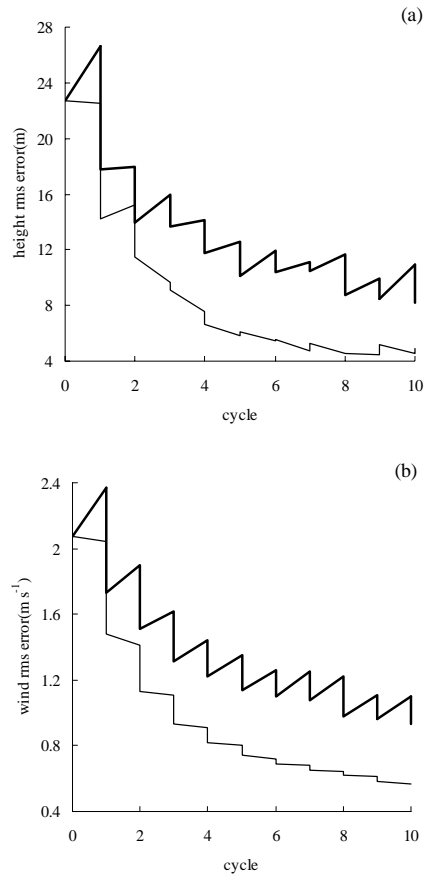 (a)
28
24
20
16
12
8
4
height rms error(m)
0 2 4 6 8 10
cycle
(b)
2.4
2
1.6
1.2
0.8
0.4
wind rms error(m s⁻¹)
0 2 4 6 8 10
cycle